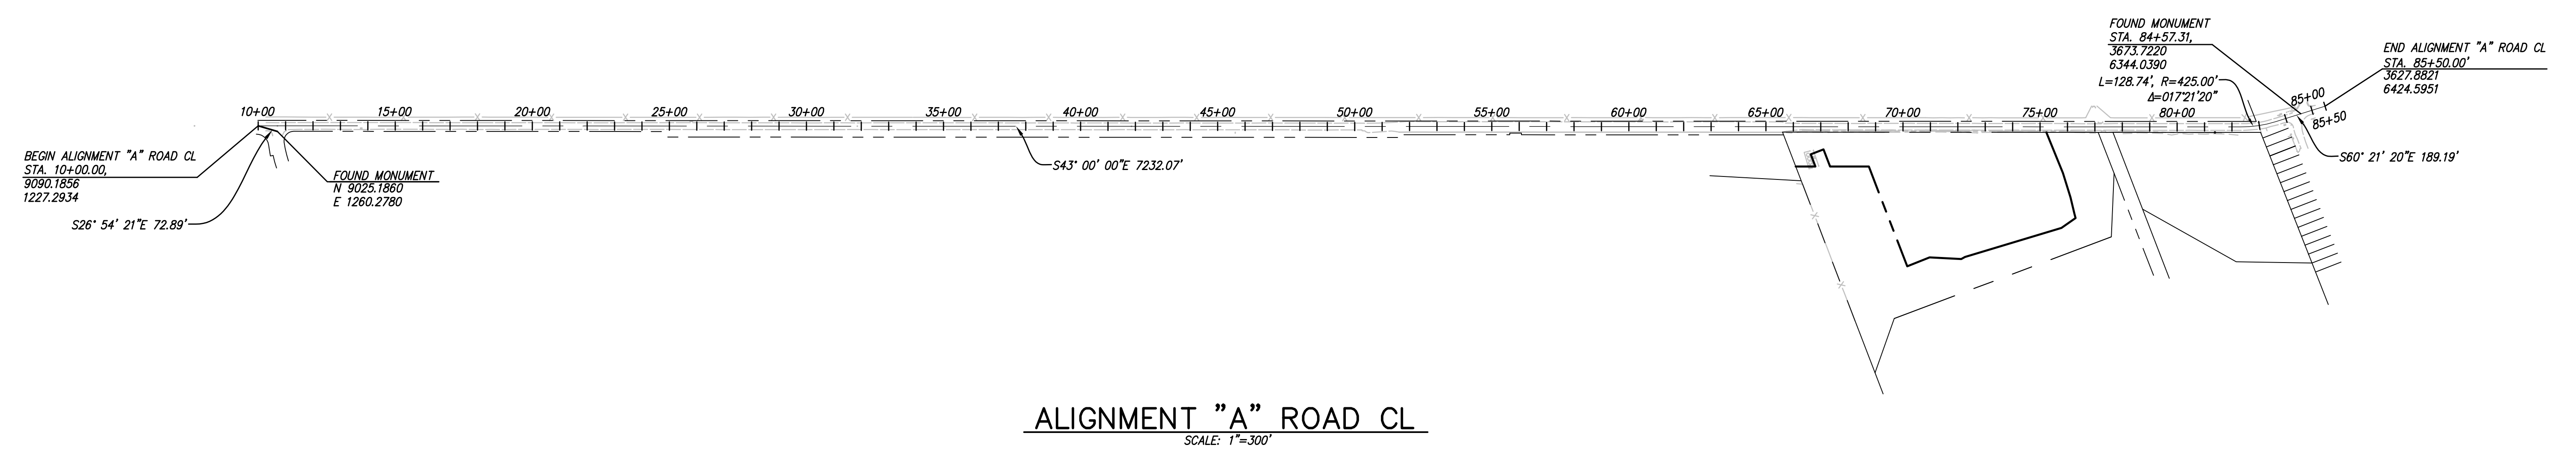 FOUND MONUMENT
STA. 84+57.31,
3673.7220
6344.0390
L=128.74', R=425.00'
Δ=017°21'20"
END ALIGNMENT "A" ROAD CL
STA. 85+50.00'
3627.8821
6424.5951
10+00
15+00
20+00
25+00
30+00
35+00
40+00
45+00
50+00
55+00
60+00
65+00
70+00
75+00
80+00
85+00
85+50
BEGIN ALIGNMENT "A" ROAD CL
STA. 10+00.00,
9090.1856
1227.2934
FOUND MONUMENT
N 9025.1860
E 1260.2780
S26° 54' 21"E 72.89'
S43° 00' 00"E 7232.07'
S60° 21' 20"E 189.19'
ALIGNMENT "A" ROAD CL
SCALE: 1"=300'